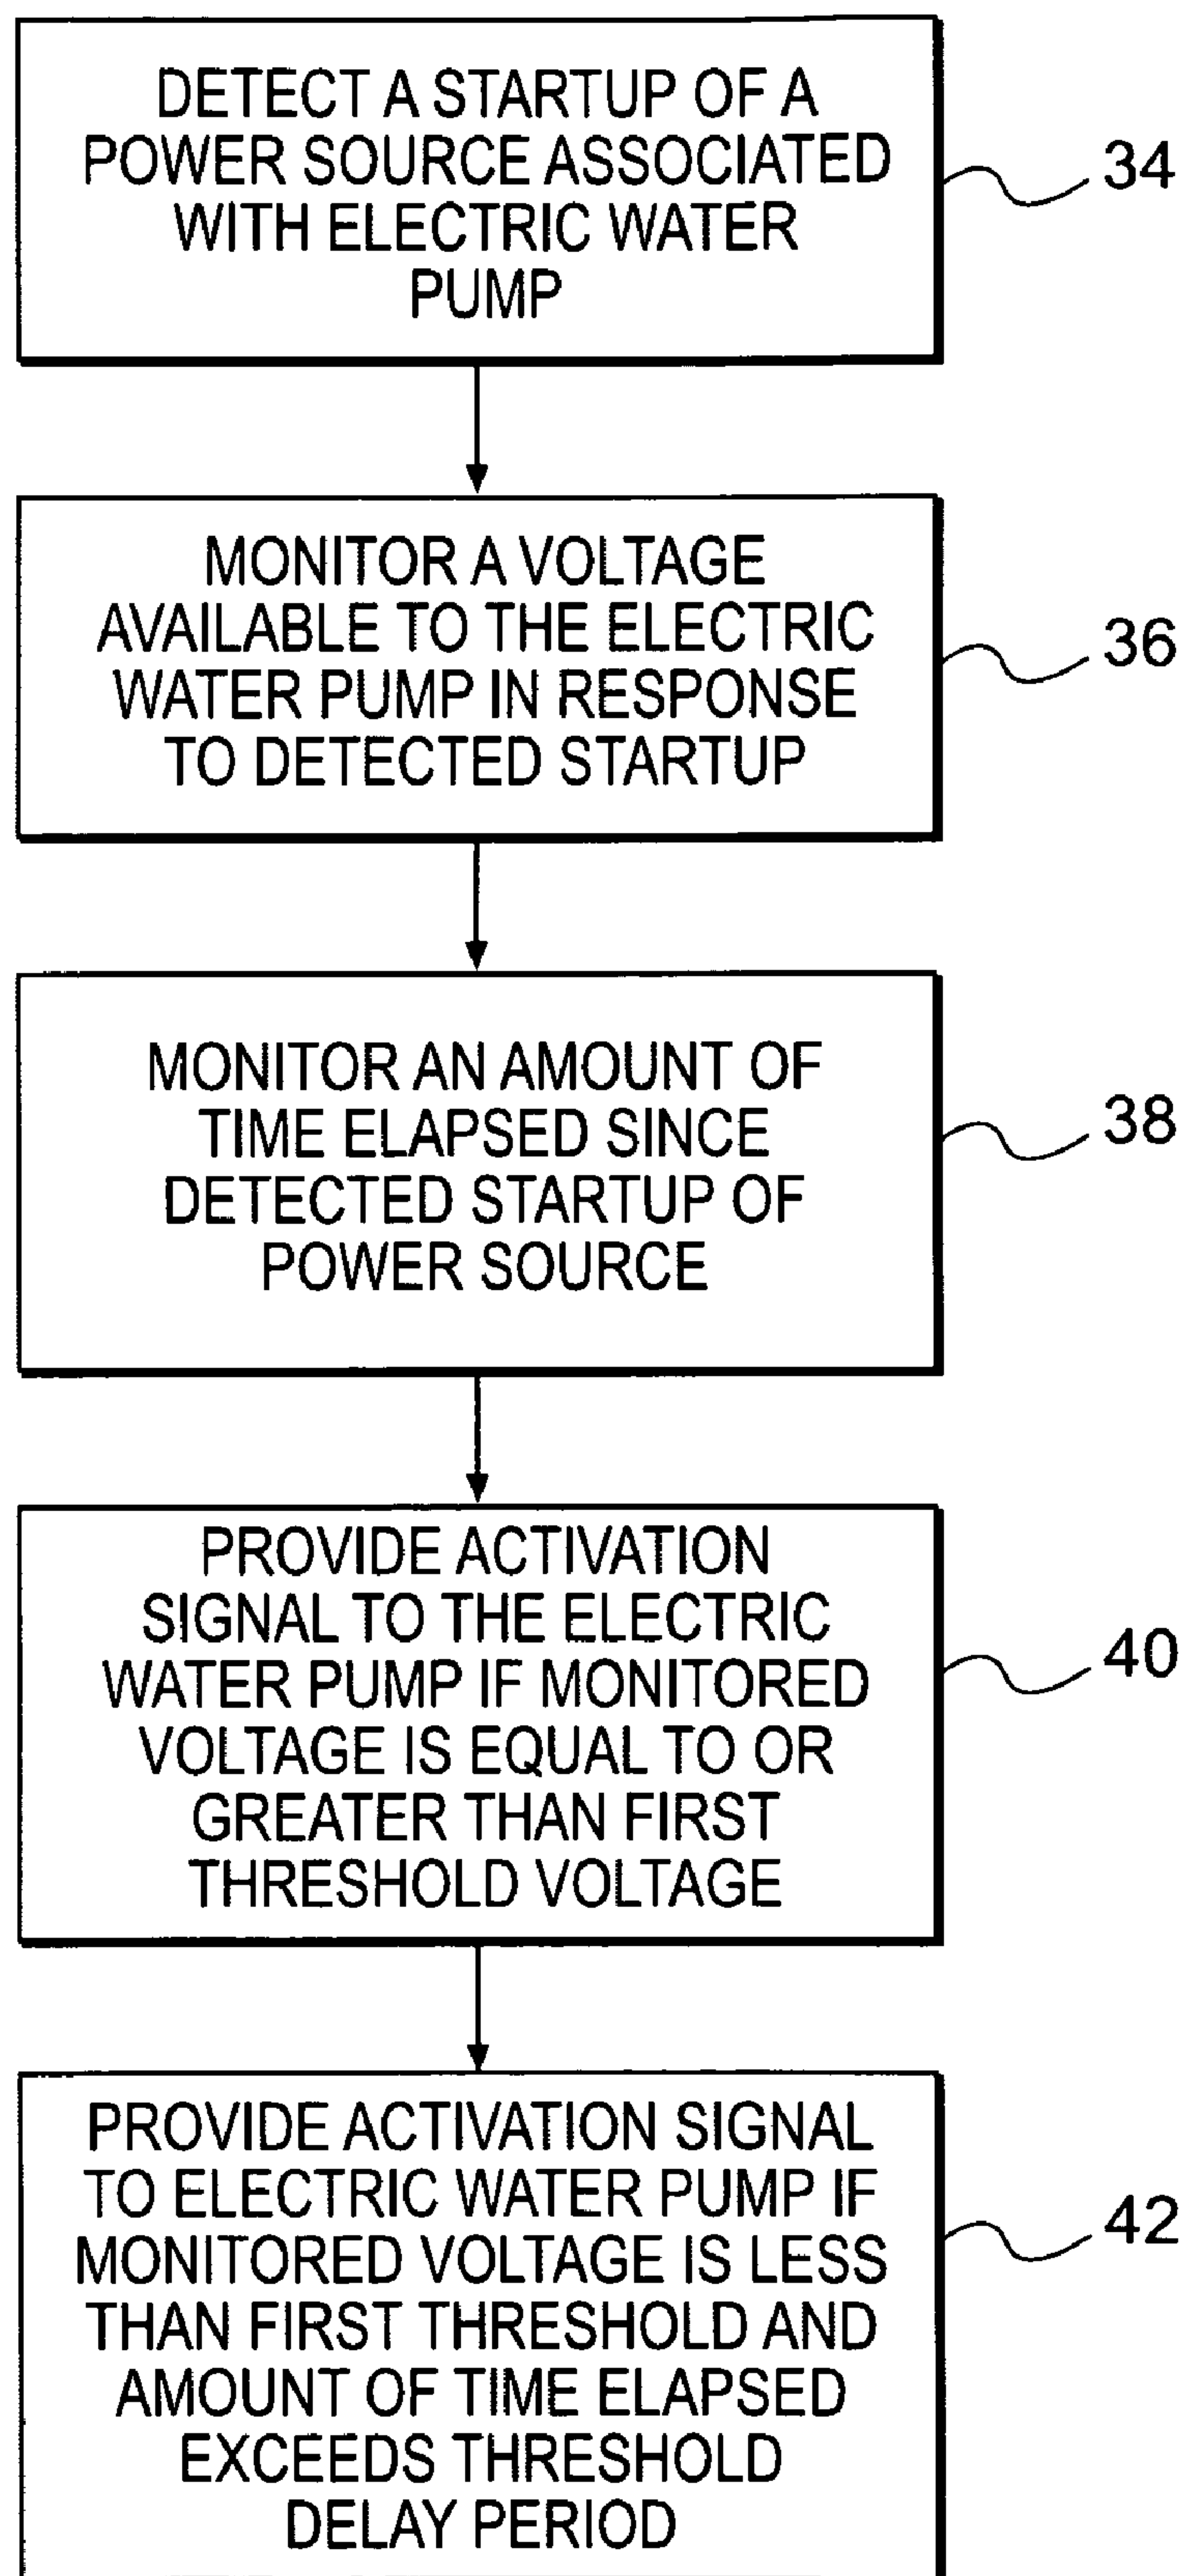 DETECT A STARTUP OF A
POWER SOURCE ASSOCIATED
WITH ELECTRIC WATER
PUMP
34
MONITOR A VOLTAGE
AVAILABLE TO THE ELECTRIC
WATER PUMP IN RESPONSE
TO DETECTED STARTUP
36
MONITOR AN AMOUNT OF
TIME ELAPSED SINCE
DETECTED STARTUP OF
POWER SOURCE
38
PROVIDE ACTIVATION
SIGNAL TO THE ELECTRIC
WATER PUMP IF MONITORED
VOLTAGE IS EQUAL TO OR
GREATER THAN FIRST
THRESHOLD VOLTAGE
40
PROVIDE ACTIVATION SIGNAL
TO ELECTRIC WATER PUMP IF
MONITORED VOLTAGE IS LESS
THAN FIRST THRESHOLD AND
AMOUNT OF TIME ELAPSED
EXCEEDS THRESHOLD
DELAY PERIOD
42